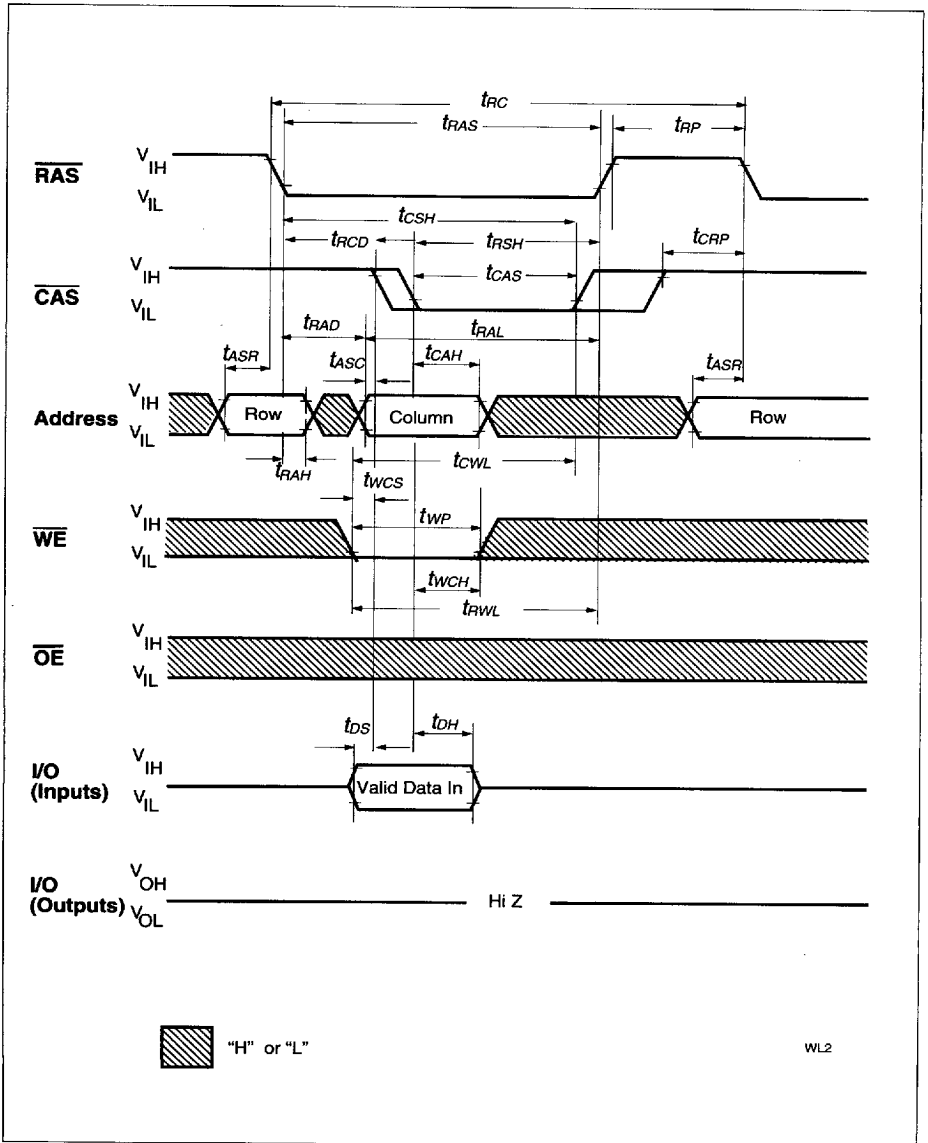 tRC
tRAS
tRP
RAS
VIH
VIL
tCSH
tRCD
tRSH
tCRP
CAS
VIH
VIL
tCAS
tRAD
tRAL
tASR
tASC
tCAH
tASR
Address
VIH
VIL
Row
Column
Row
tRAH
tCWL
tWCS
WE
VIH
VIL
tWP
tWCH
tRWL
OE
VIH
VIL
tDS
tDH
I/O
(Inputs)
VIH
VIL
Valid Data In
I/O
(Outputs)
VOH
VOL
Hi Z
“H” or “L”
WL2